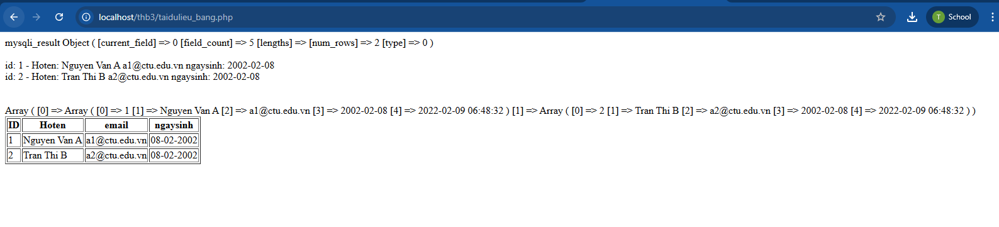 localhost/thb3/taidulieu_bang.php
T School
mysqli_result Object ( [current_field] => 0 [field_count] => 5 [lengths] => [num_rows] => 2 [type] => 0 )
id: 1 - Hoten: Nguyen Van A a1@ctu.edu.vn ngaysinh: 2002-02-08
id: 2 - Hoten: Tran Thi B a2@ctu.edu.vn ngaysinh: 2002-02-08
Array ( [0] => Array ( [0] => 1 [1] => Nguyen Van A [2] => a1@ctu.edu.vn [3] => 2002-02-08 [4] => 2022-02-09 06:48:32 ) [1] => Array ( [0] => 2 [1] => Tran Thi B [2] => a2@ctu.edu.vn [3] => 2002-02-08 [4] => 2022-02-09 06:48:32 ) )
ID Hoten email ngaysinh
1 Nguyen Van A a1@ctu.edu.vn 08-02-2002
2 Tran Thi B a2@ctu.edu.vn 08-02-2002